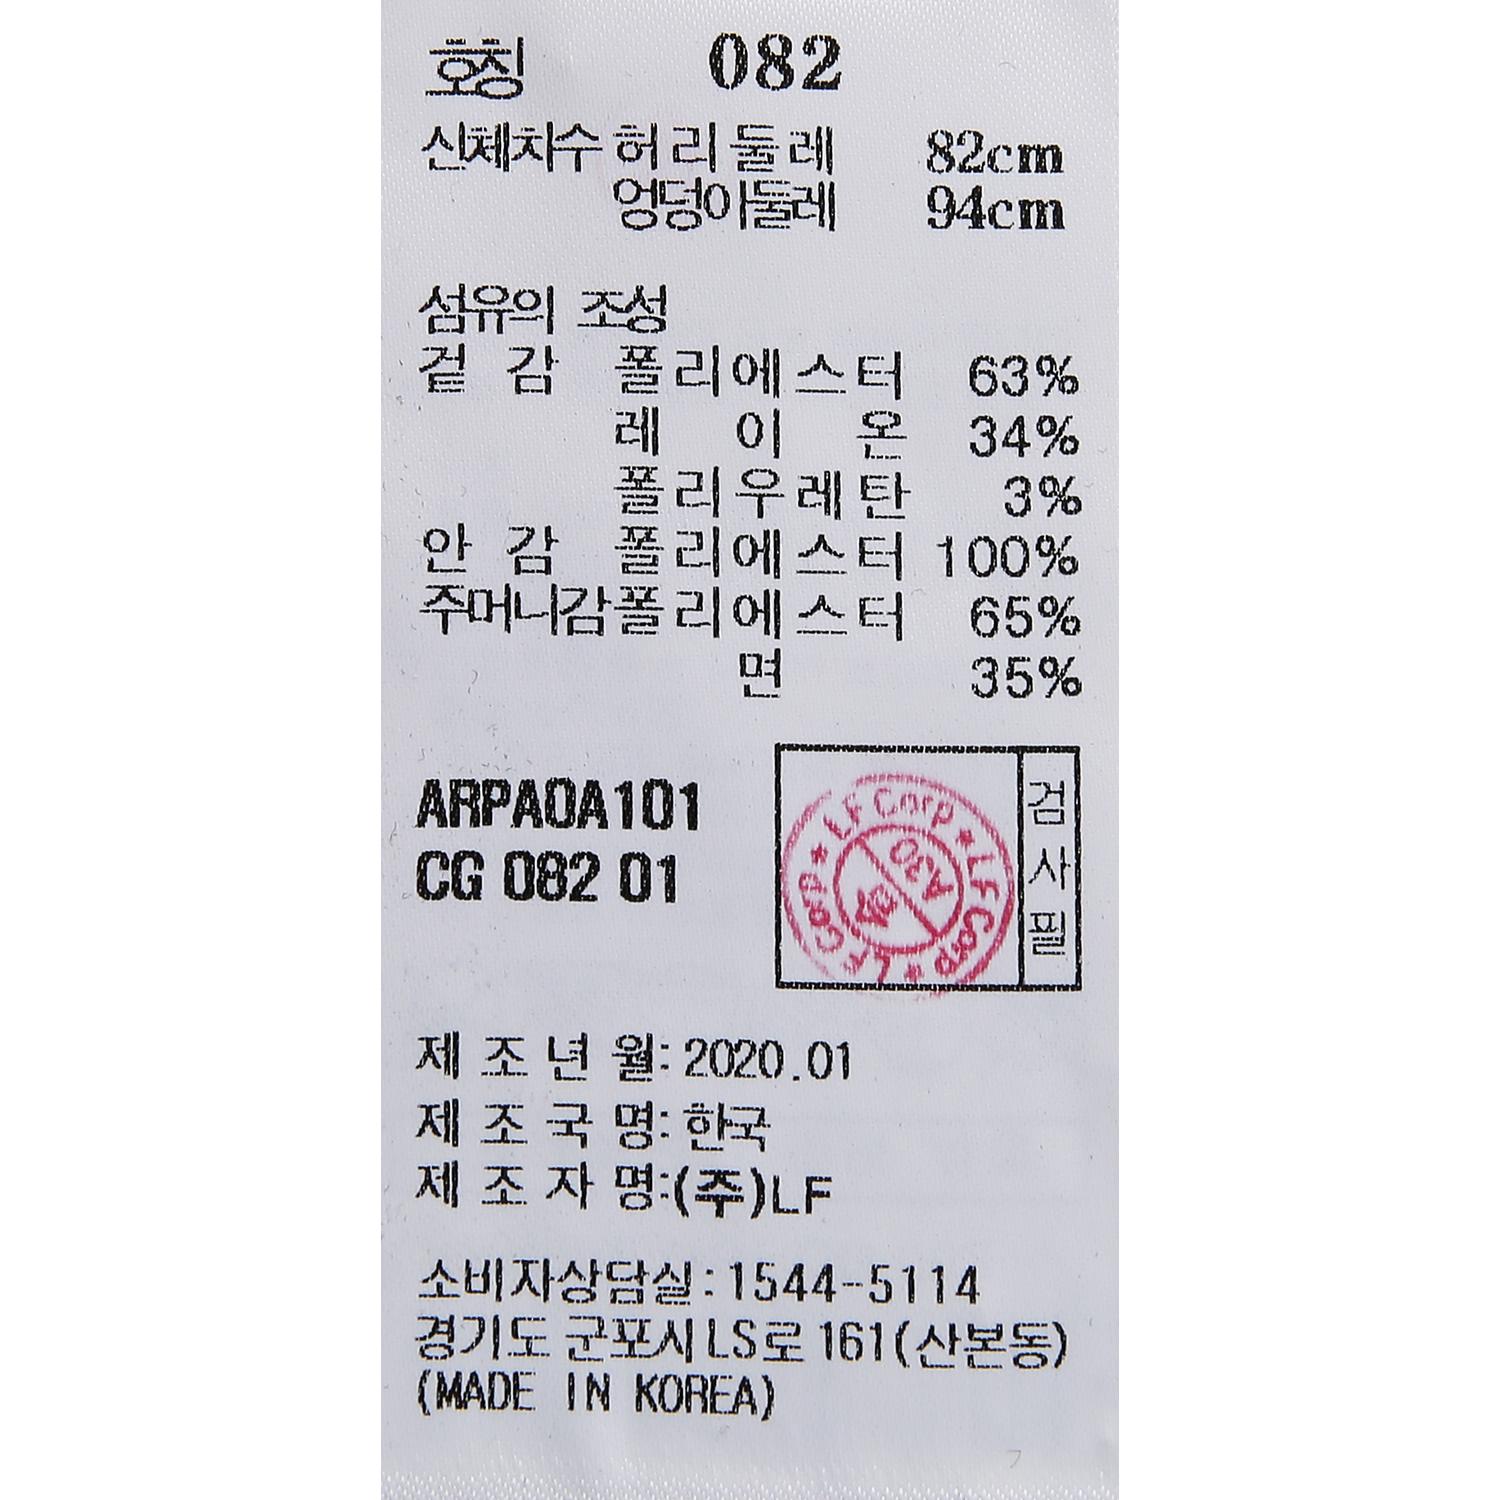 호칭 082
신체치수 허리둘레 82cm
엉덩이둘레 94cm
섬유의 조성
겉감 폴리에스터 63%
레이온 34%
폴리우레탄 3%
안감 폴리에스터 100%
주머니감 폴리에스터 65%
면 35%
ARPA0A101
CG 082 01
LF Corp * LF Corp * LF Corp *
A30
검사필
제조년월: 2020.01
제조국명: 한국
제조자명: (주)LF
소비자상담실: 1544-5114
경기도 군포시 LS로 161(산본동)
(MADE IN KOREA)